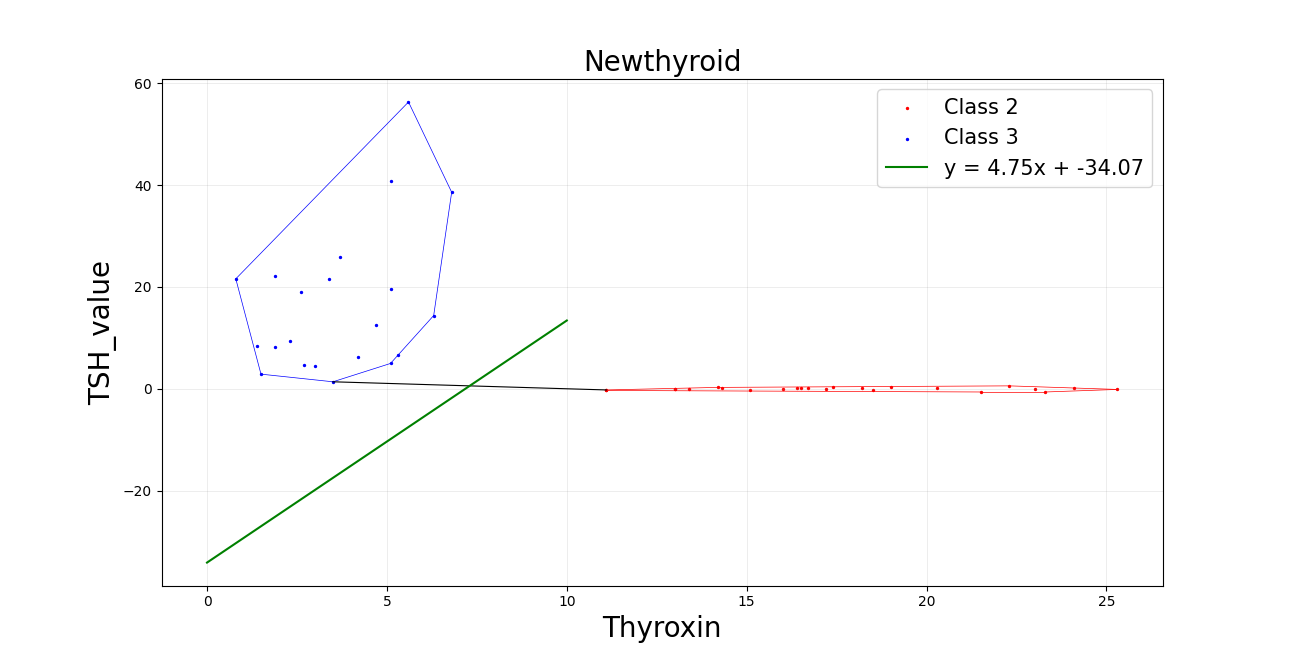 Newthyroid
60
40
20
0
−20
TSH_value
Class 2
Class 3
y = 4.75x + -34.07
0 5 10 15 20 25
Thyroxin